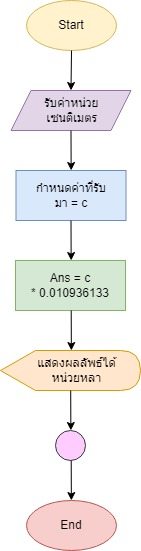 Start
รับค่าหน่วย
เซนติเมตร
กำหนดค่าที่รับ
มา = c
Ans = c
* 0.010936133
แสดงผลลัพธ์ได้
หน่วยหลา
End